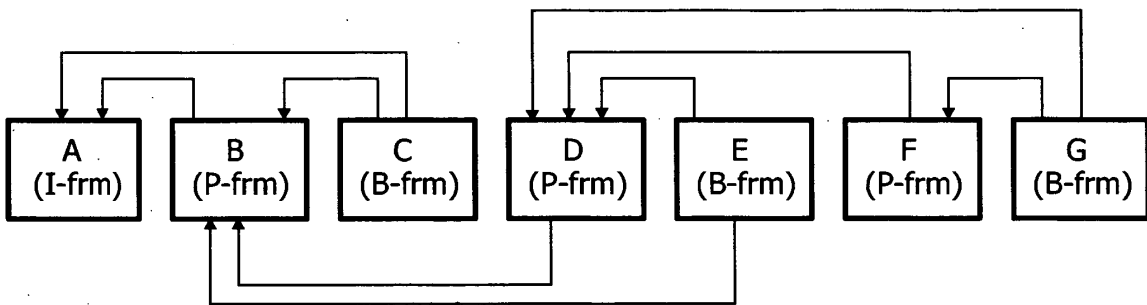 A
(I-frm)
B
(P-frm)
C
(B-frm)
D
(P-frm)
E
(B-frm)
F
(P-frm)
G
(B-frm)